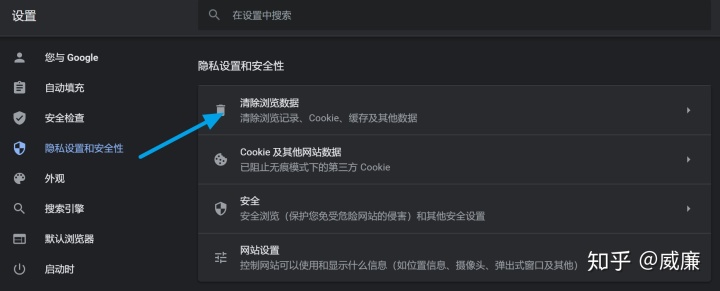 设置
在设置中搜索
您与 Google
自动填充
安全检查
隐私设置和安全性
外观
搜索引擎
默认浏览器
启动时
隐私设置和安全性
清除浏览数据
清除浏览记录、Cookie、缓存及其他数据
Cookie 及其他网站数据
已阻止无痕模式下的第三方 Cookie
安全
安全浏览（保护您免受危险网站的侵害）和其他安全设置
网站设置
控制网站可以使用和显示什么信息（如位置信息、摄像头、弹出式窗口及其他）
知乎 @威廉